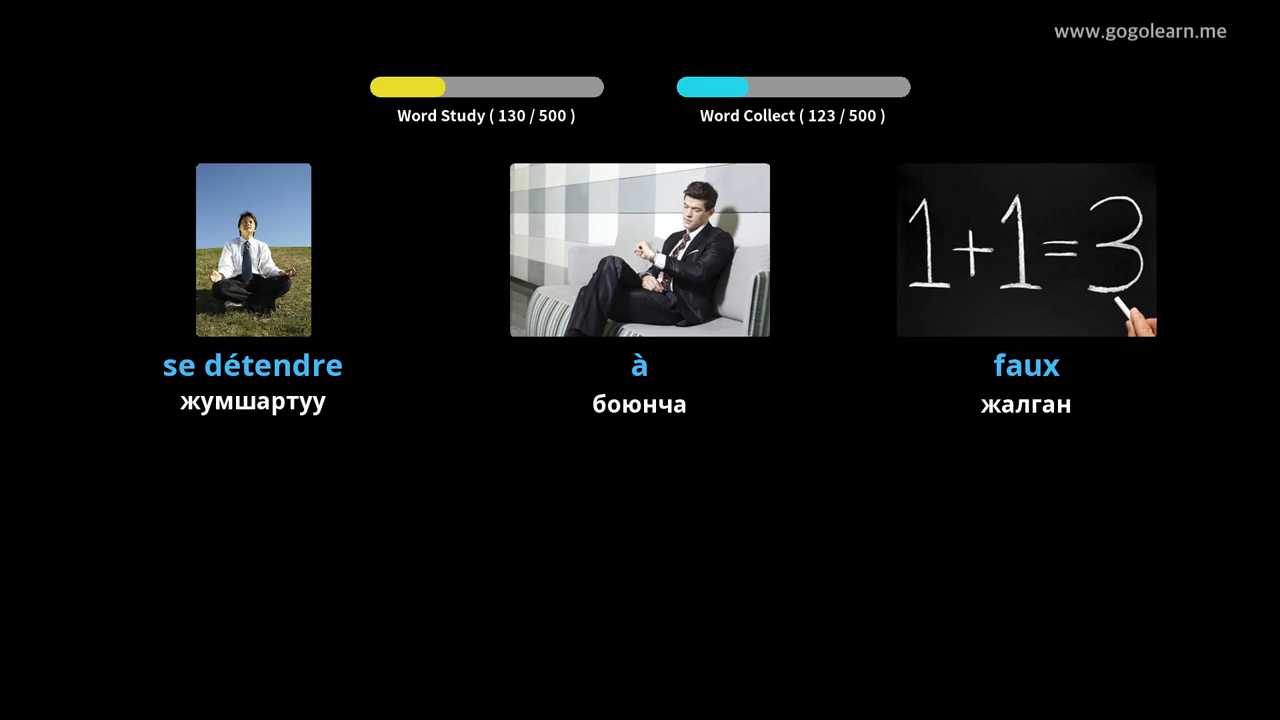 www.gogolearn.me
Word Study ( 130 / 500 )
Word Collect ( 123 / 500 )
1+1=3
se détendre
à
faux
жумшартуу
боюнча
жалган